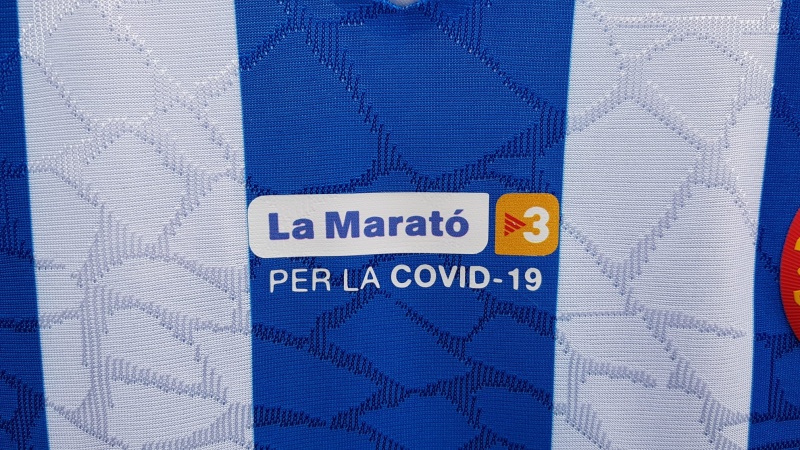 La Marató 3
PER LA COVID-19